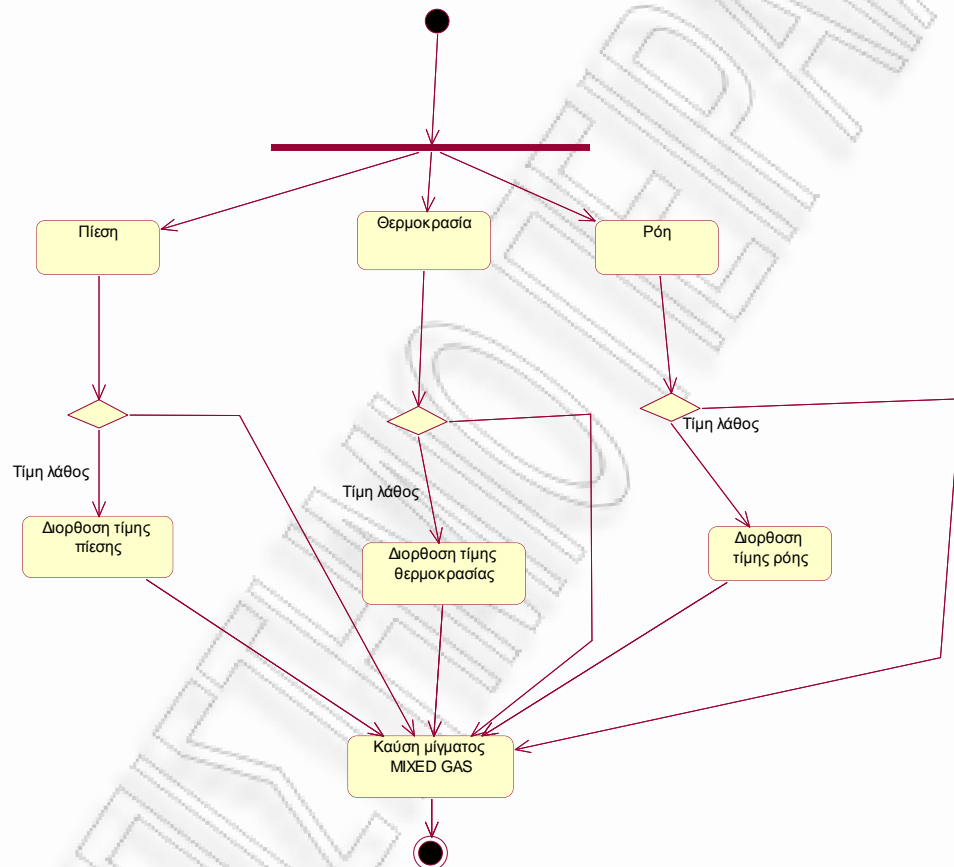 Πίεση
Θερμοκρασία
Ρόη
Τίμη λάθος
Τίμη λάθος
Τίμη λάθος
Διορθοση τίμης
πίεσης
Διορθοση τίμης
θερμοκρασίας
Διορθοση
τίμης ρόης
Καύση μίγματος
MIXED GAS